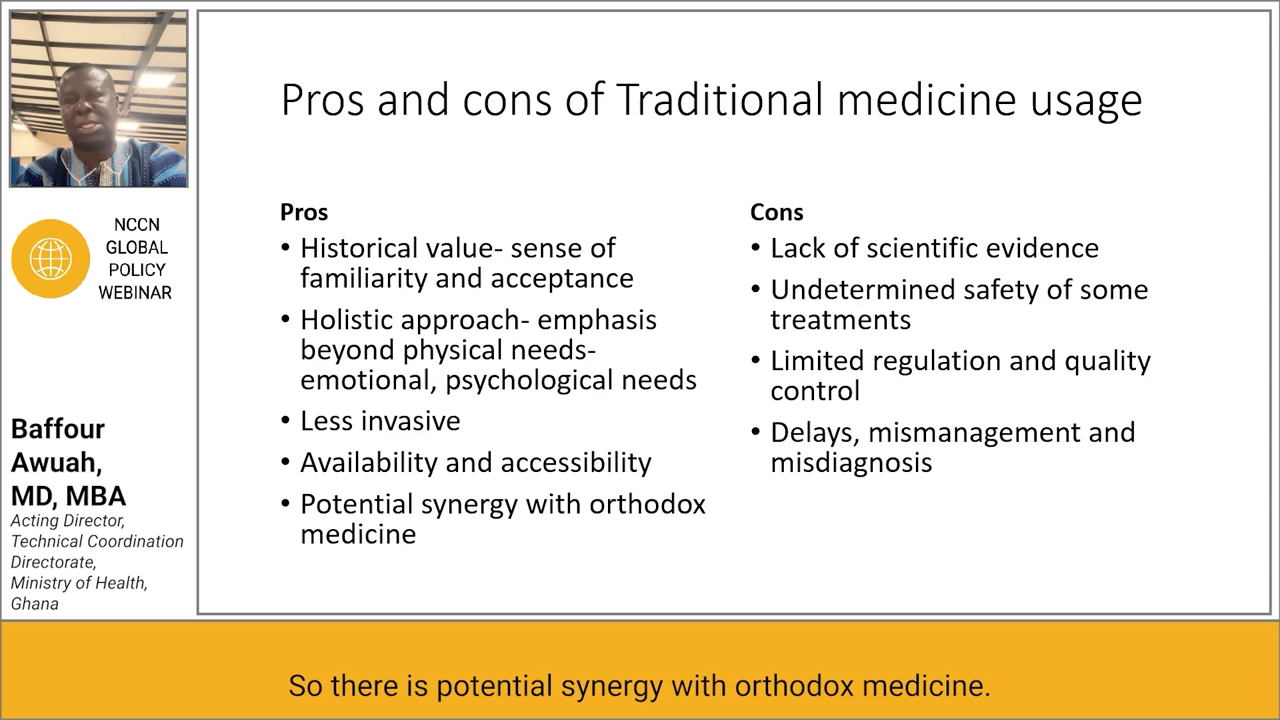 NCCN
GLOBAL
POLICY
WEBINAR
Baffour
Awuah,
MD, MBA
Acting Director,
Technical Coordination
Directorate,
Ministry of Health,
Ghana
Pros and cons of Traditional medicine usage
Pros
• Historical value- sense of
familiarity and acceptance
• Holistic approach- emphasis
beyond physical needs-
emotional, psychological needs
• Less invasive
• Availability and accessibility
• Potential synergy with orthodox
medicine
Cons
• Lack of scientific evidence
• Undetermined safety of some
treatments
• Limited regulation and quality
control
• Delays, mismanagement and
misdiagnosis
So there is potential synergy with orthodox medicine.